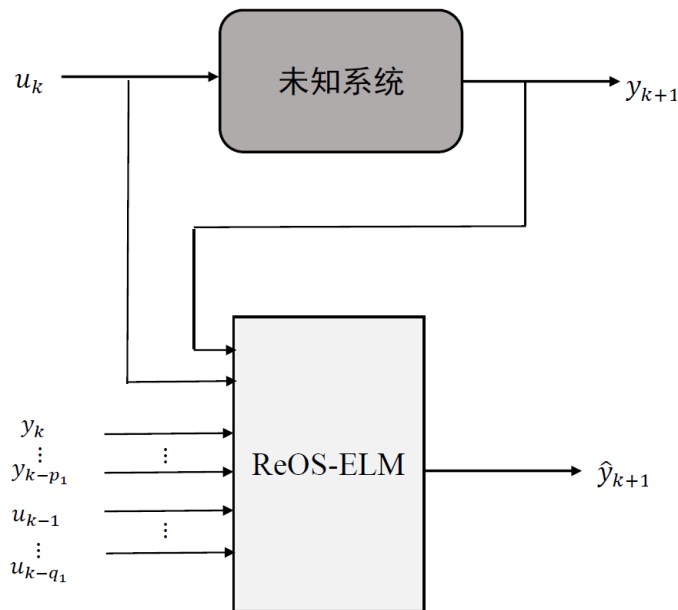 u_k
未知系统
y_{k+1}
y_k
⋮
⋮
y_{k-p_1}
u_{k-1}
⋮
⋮
u_{k-q_1}
ReOS-ELM
ŷ_{k+1}